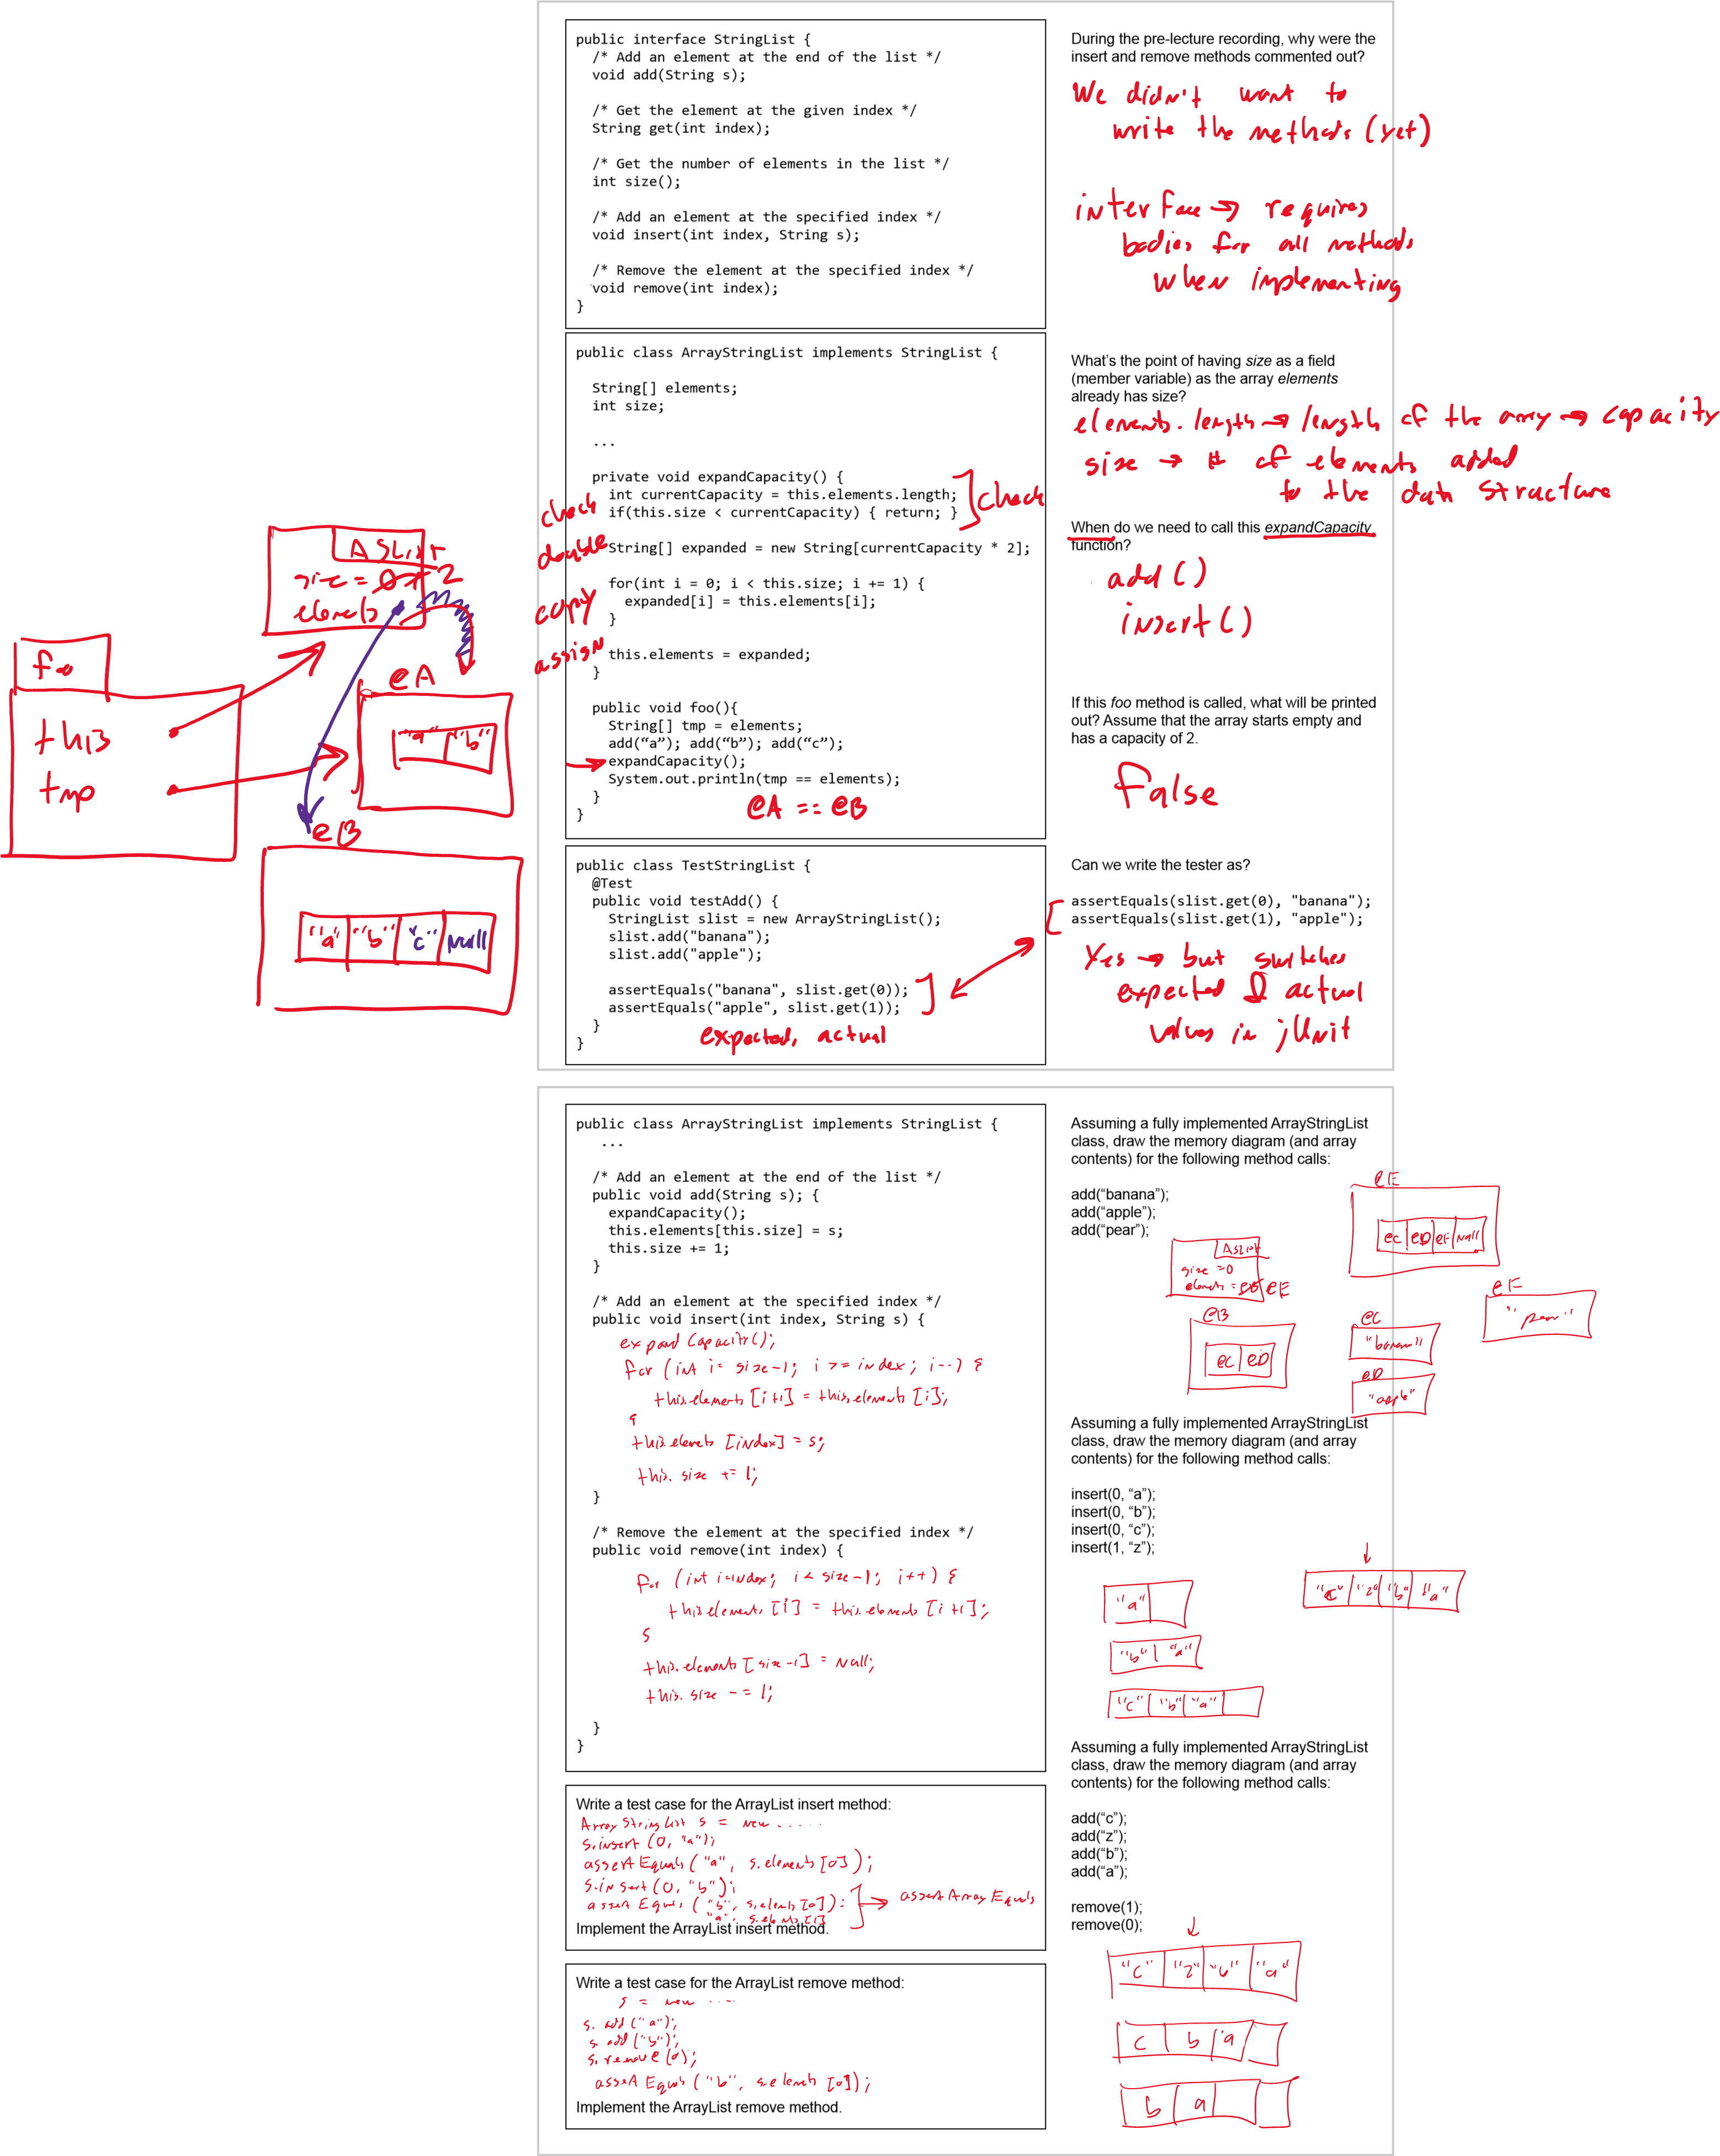 public interface StringList {
/* Add an element at the end of the list */
void add(String s);
/* Get the element at the given index */
String get(int index);
/* Get the number of elements in the list */
int size();
/* Add an element at the specified index */
void insert(int index, String s);
/* Remove the element at the specified index */
void remove(int index);
}
During the pre-lecture recording, why were the
insert and remove methods commented out?
We didn't want to
write the methods (yet)
interface → requires
bodies for all methods
when implementing
public class ArrayStringList implements StringList {
String[] elements;
int size;
...
private void expandCapacity() {
int currentCapacity = this.elements.length;
if(this.size < currentCapacity) { return; }
String[] expanded = new String[currentCapacity * 2];
for(int i = 0; i < this.size; i += 1) {
expanded[i] = this.elements[i];
}
this.elements = expanded;
}
public void foo(){
String[] tmp = elements;
add(“a”); add(“b”); add(“c”);
expandCapacity();
System.out.println(tmp == elements);
}
}
check
check
double
copy
assign
@A == @B
What's the point of having size as a field
(member variable) as the array elements
already has size?
elements.length → length of the array → capacity
size → # of elements added
to the data structure
When do we need to call this expandCapacity
function?
add()
insert()
If this foo method is called, what will be printed
out? Assume that the array starts empty and
has a capacity of 2.
false
ASList
size = 0 1 2
elements
foo
this
tmp
@A
"a" "b"
@B
"a" "b" "c" null
public class TestStringList {
@Test
public void testAdd() {
StringList slist = new ArrayStringList();
slist.add("banana");
slist.add("apple");
assertEquals("banana", slist.get(0));
assertEquals("apple", slist.get(1));
}
}
expected, actual
Can we write the tester as?
assertEquals(slist.get(0), "banana");
assertEquals(slist.get(1), "apple");
Yes → but switches
expected & actual
values in jUnit
public class ArrayStringList implements StringList {
...
/* Add an element at the end of the list */
public void add(String s); {
expandCapacity();
this.elements[this.size] = s;
this.size += 1;
}
/* Add an element at the specified index */
public void insert(int index, String s) {
expandCapacity();
for (int i = size-1; i >= index; i--) {
this.elements[i+1] = this.elements[i];
}
this.elements[index] = s;
this.size += 1;
}
/* Remove the element at the specified index */
public void remove(int index) {
for (int i=index; i < size-1; i++) {
this.elements[i] = this.elements[i+1];
}
this.elements[size-1] = null;
this.size -= 1;
}
}
Assuming a fully implemented ArrayStringList
class, draw the memory diagram (and array
contents) for the following method calls:
add(“banana”);
add(“apple”);
add(“pear”);
ASList
size = 0
elements = @B @E
@B
@C @D
@E
@C @D @F null
@F
"pear"
@C
"banana"
@D
"apple"
Assuming a fully implemented ArrayStringList
class, draw the memory diagram (and array
contents) for the following method calls:
insert(0, “a”);
insert(0, “b”);
insert(0, “c”);
insert(1, “z”);
"a"
"b" "a"
"c" "b" "a"
"c" "z" "b" "a"
Assuming a fully implemented ArrayStringList
class, draw the memory diagram (and array
contents) for the following method calls:
add(“c”);
add(“z”);
add(“b”);
add(“a”);
remove(1);
remove(0);
"c" "z" "b" "a"
c b a
b a
Write a test case for the ArrayList insert method:
ArrayStringList s = new .....
s.insert(0, "a");
assertEquals("a", s.elements[0]);
s.insert(0, "b");
assertEquals("b", s.elements[0]);
"a", s.elements[1]
→ assertArrayEquals
Implement the ArrayList insert method.
Write a test case for the ArrayList remove method:
s = new ....
s.add("a");
s.add("b");
s.remove(0);
assertEquals("b", s.elements[0]);
Implement the ArrayList remove method.